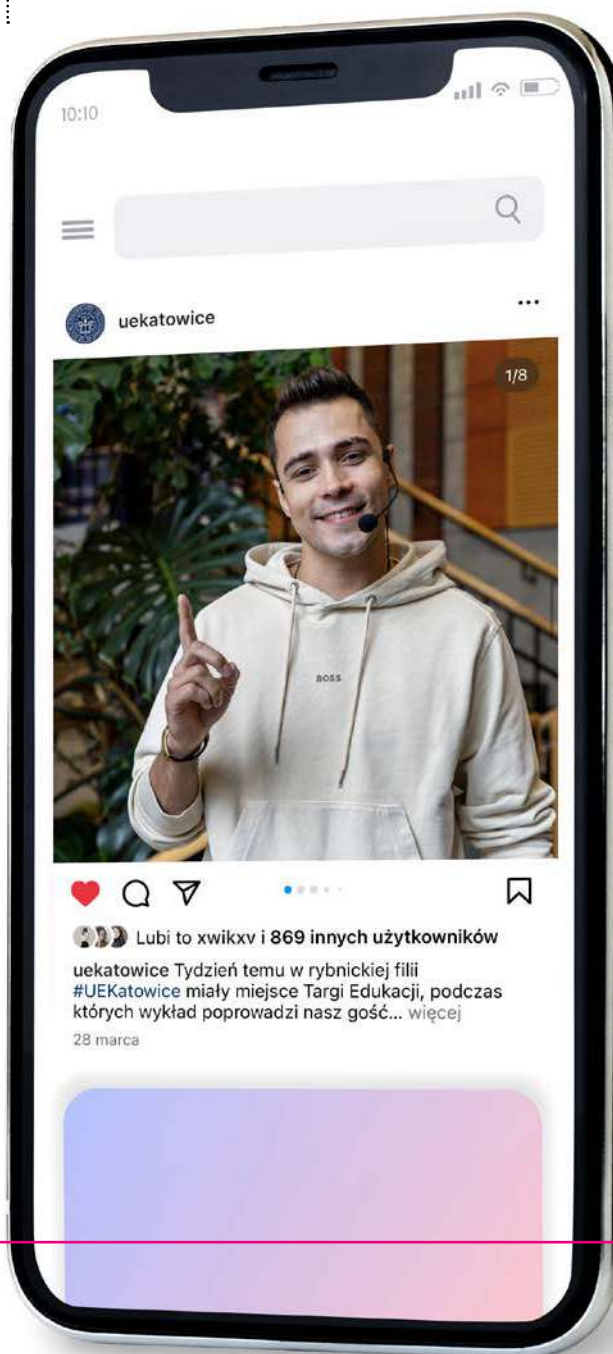 10:10
uekatowice
1/8
BOSS
Lubi to xwikxv i 869 innych użytkowników
uekatowice Tydzień temu w rybnickiej filii
#UEKatowice miały miejsce Targi Edukacji, podczas
których wykład poprowadzi nasz gość... więcej
28 marca